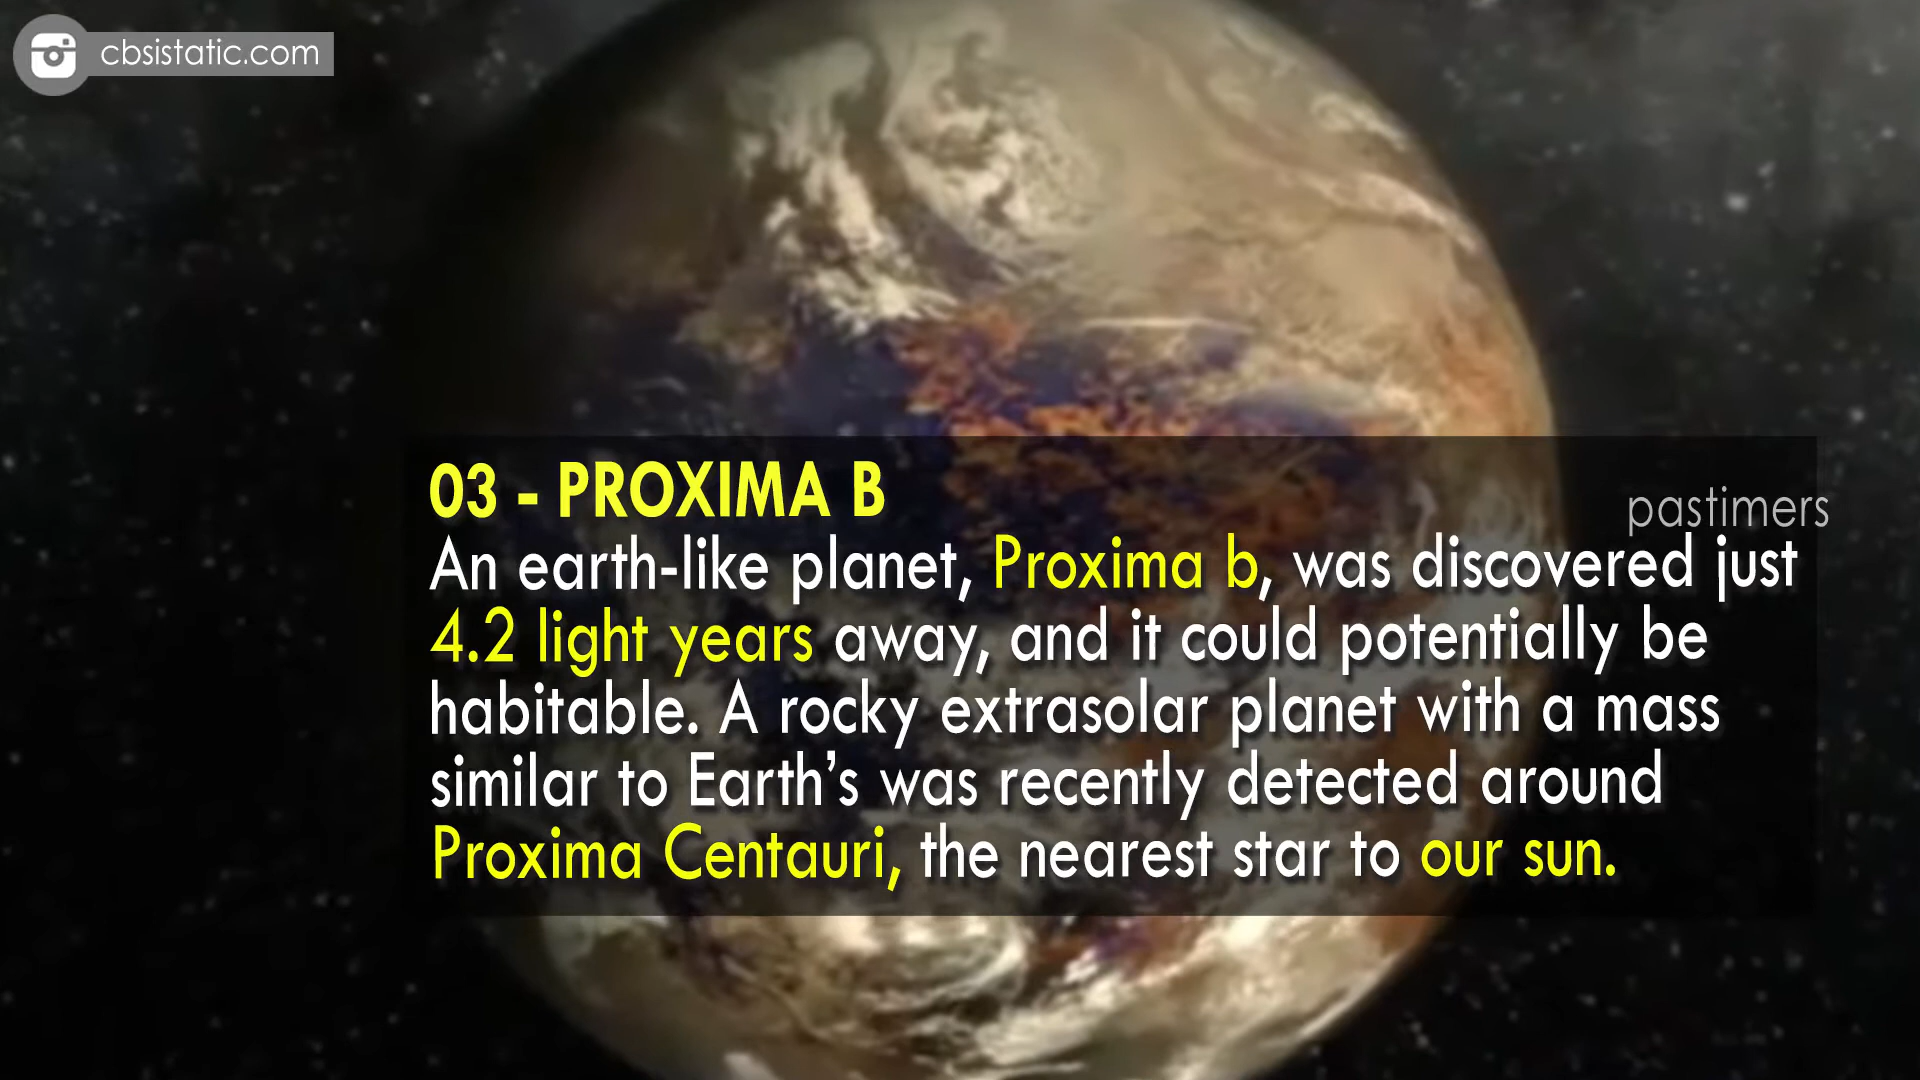 cbsistatic.com
03 - PROXIMA B
pastimers
An earth-like planet, Proxima b, was discovered just
4.2 light years away, and it could potentially be
habitable. A rocky extrasolar planet with a mass
similar to Earth’s was recently detected around
Proxima Centauri, the nearest star to our sun.